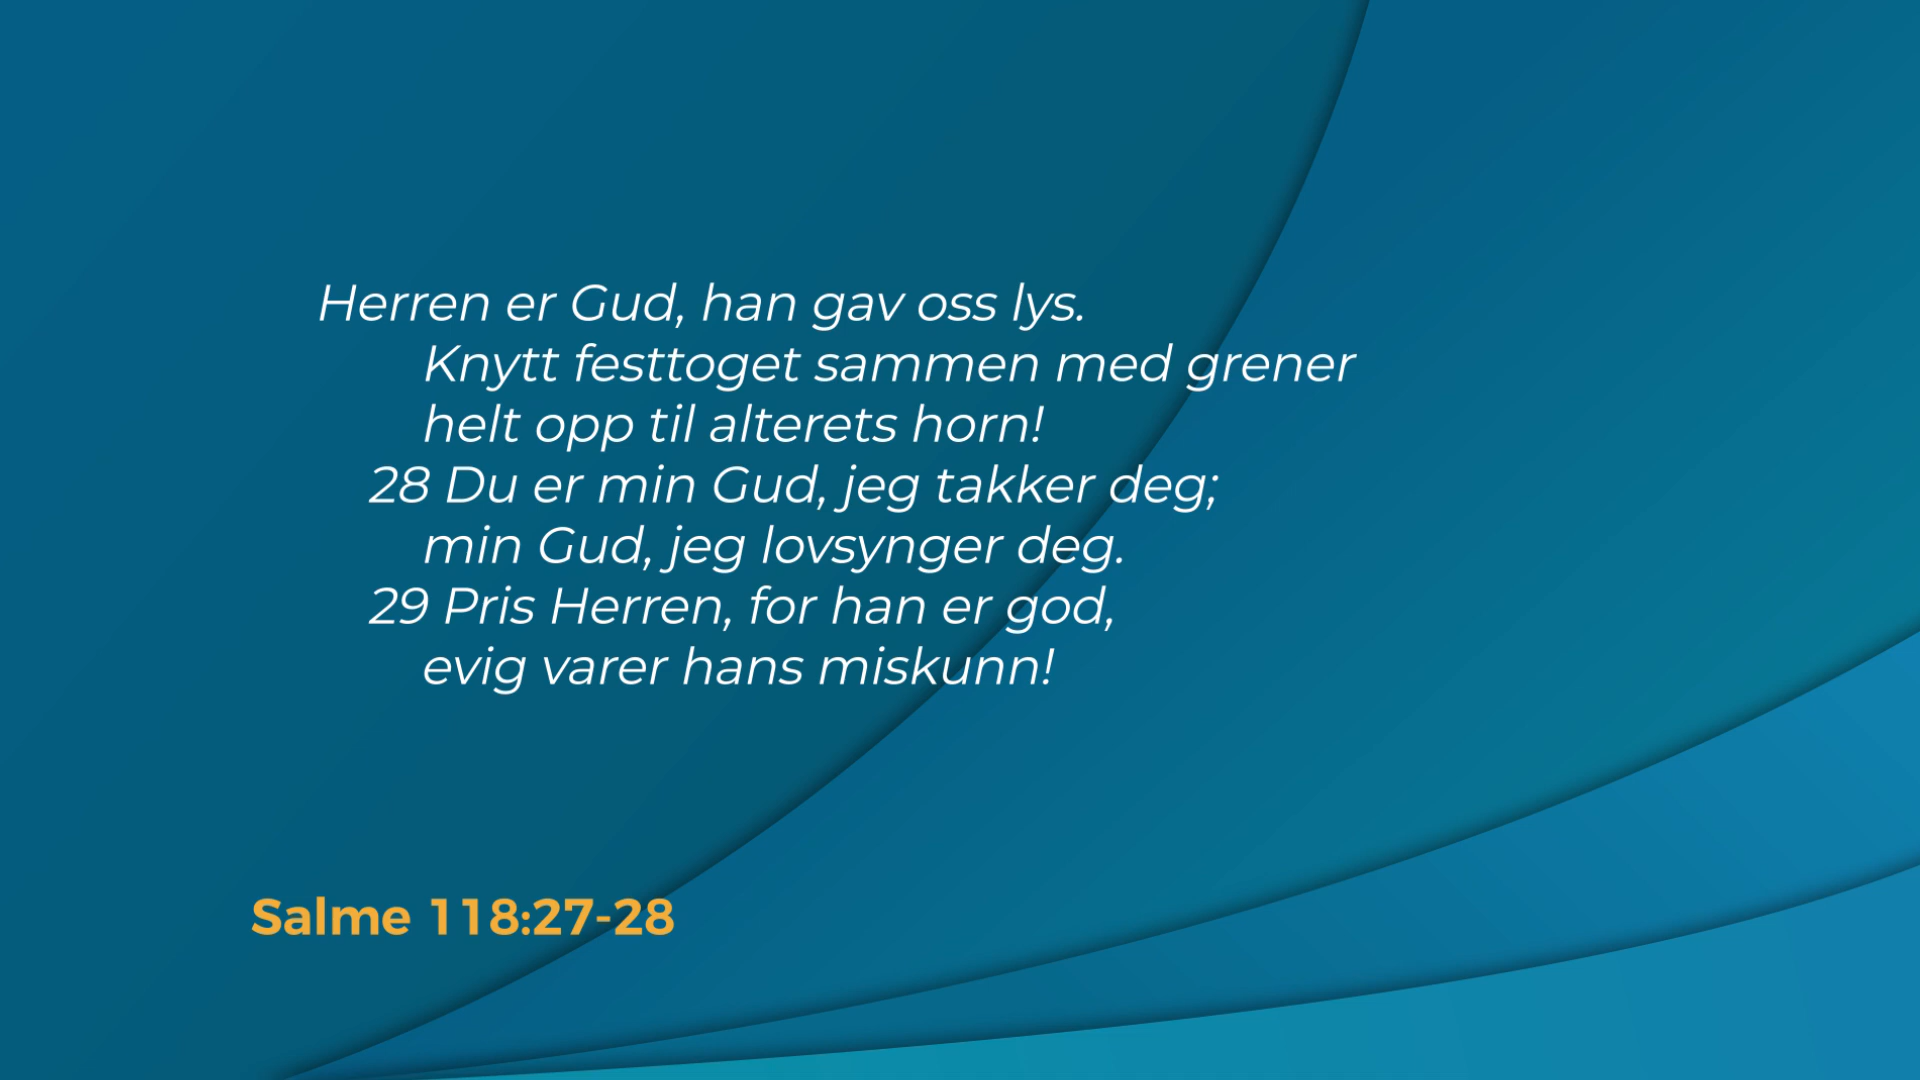 Herren er Gud, han gav oss lys.
Knytt festtoget sammen med grener
helt opp til alterets horn!
28 Du er min Gud, jeg takker deg;
min Gud, jeg lovsynger deg.
29 Pris Herren, for han er god,
evig varer hans miskunn!
Salme 118:27-28